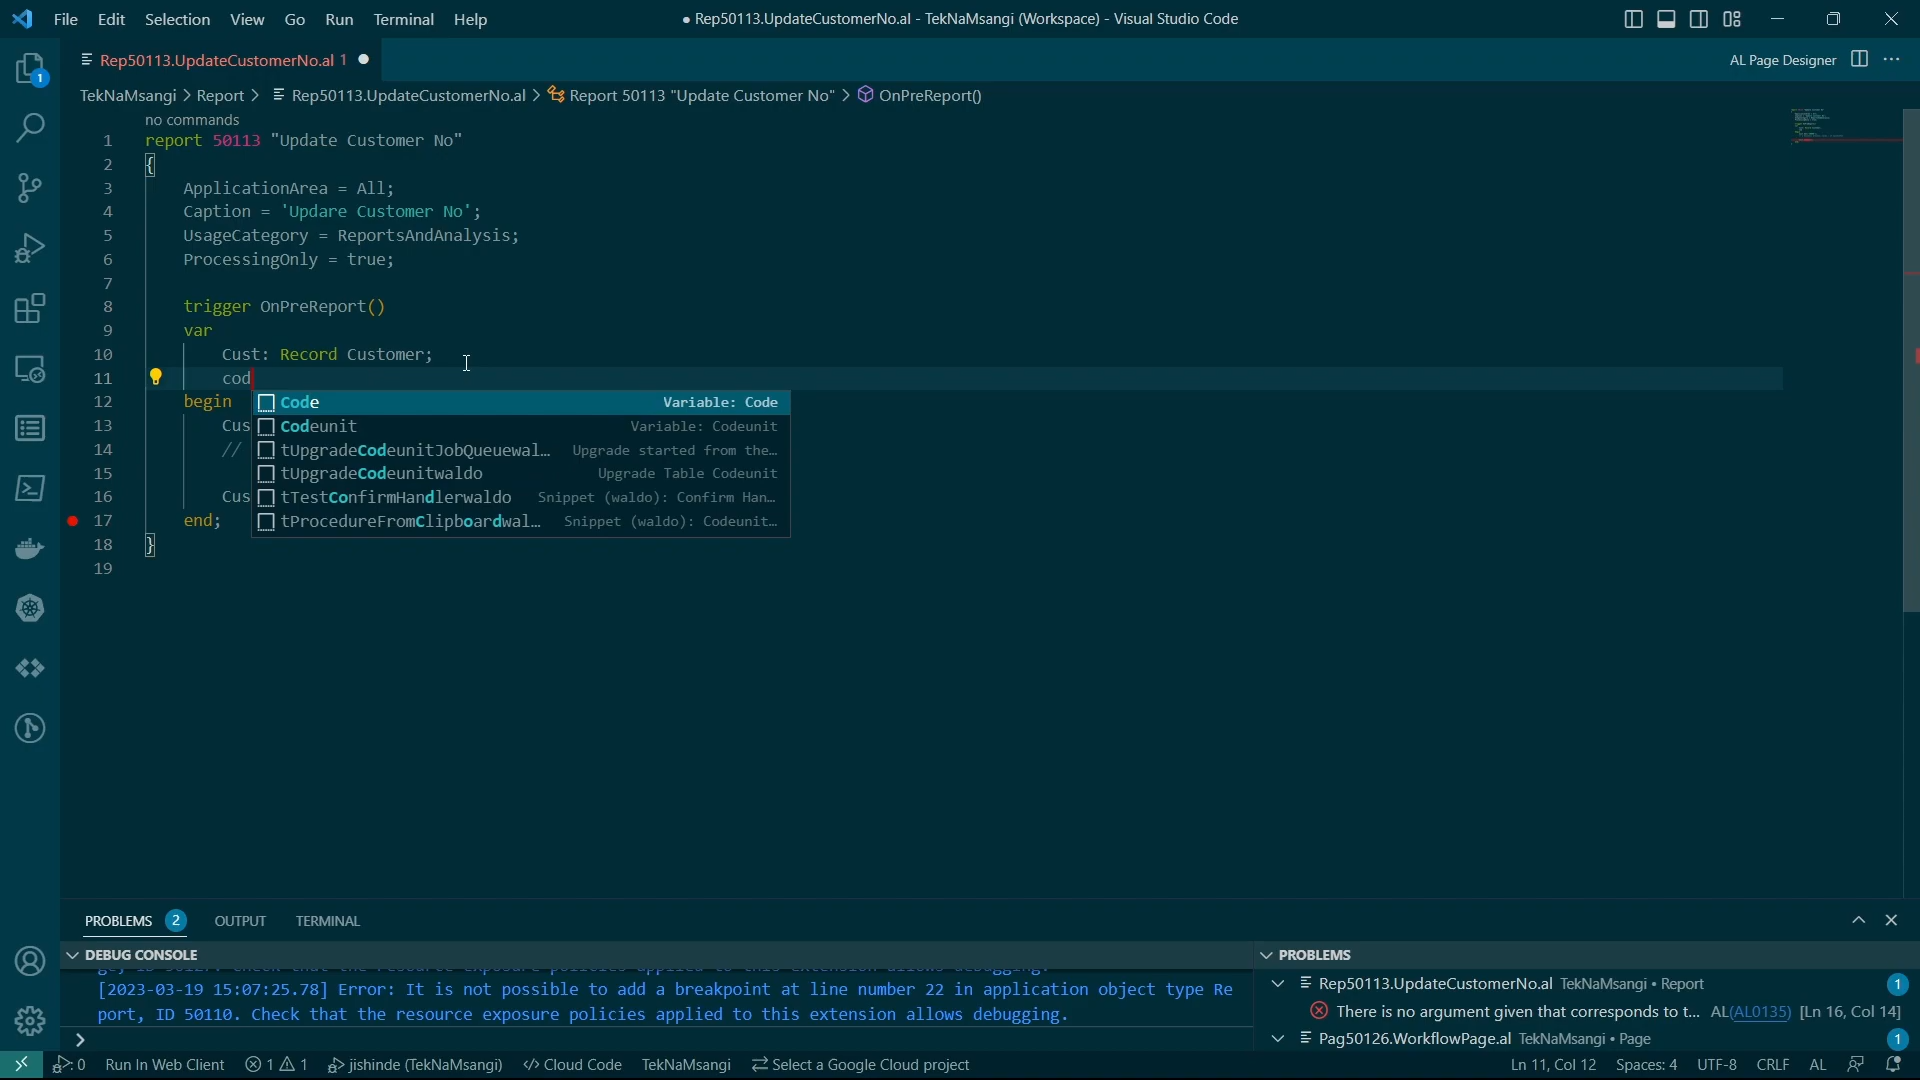 File Edit Selection View Go Run Terminal Help
● Rep50113.UpdateCustomerNo.al - TekNaMsangi (Workspace) - Visual Studio Code
Rep50113.UpdateCustomerNo.al 1 ●
AL Page Designer
TekNaMsangi > Report > Rep50113.UpdateCustomerNo.al > Report 50113 "Update Customer No" > OnPreReport()
no commands
1 report 50113 "Update Customer No"
2 {
3 ApplicationArea = All;
4 Caption = 'Updare Customer No';
5 UsageCategory = ReportsAndAnalysis;
6 ProcessingOnly = true;
7
8 trigger OnPreReport()
9 var
10 Cust: Record Customer;
11 cod
12 begin
13 Cus
14 //
15
16 Cus
17 end;
18 }
19
Code Variable: Code
Codeunit Variable: Codeunit
tUpgradeCodeunitJobQueuewal… Upgrade started from the…
tUpgradeCodeunitwaldo Upgrade Table Codeunit
tTestConfirmHandlerwaldo Snippet (waldo): Confirm Han…
tProcedureFromClipboardwal… Snippet (waldo): Codeunit…
PROBLEMS 2 OUTPUT TERMINAL
DEBUG CONSOLE
[2023-03-19 15:07:25.78] Error: It is not possible to add a breakpoint at line number 22 in application object type Re
port, ID 50110. Check that the resource exposure policies applied to this extension allows debugging.
PROBLEMS
Rep50113.UpdateCustomerNo.al TekNaMsangi • Report 1
There is no argument given that corresponds to t... AL(AL0135) [Ln 16, Col 14]
Pag50126.WorkflowPage.al TekNaMsangi • Page 1
0 Run In Web Client 1 1 jishinde (TekNaMsangi) Cloud Code TekNaMsangi Select a Google Cloud project
Ln 11, Col 12 Spaces: 4 UTF-8 CRLF AL